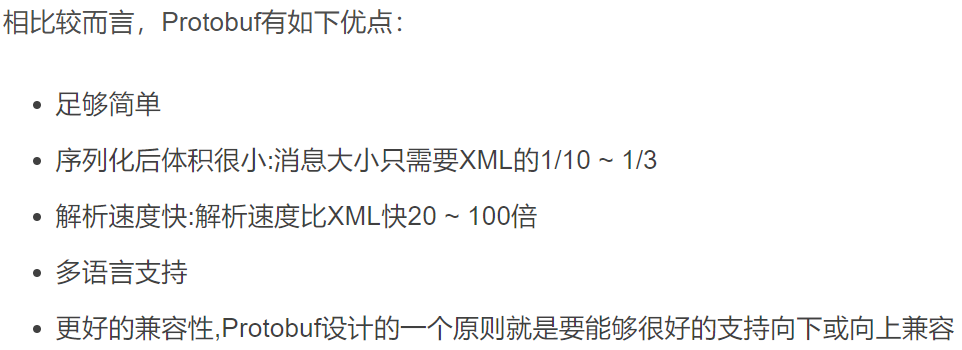 相比较而言，Protobuf有如下优点：
• 足够简单
• 序列化后体积很小:消息大小只需要XML的1/10 ~ 1/3
• 解析速度快:解析速度比XML快20 ~ 100倍
• 多语言支持
• 更好的兼容性,Protobuf设计的一个原则就是要能够很好的支持向下或向上兼容